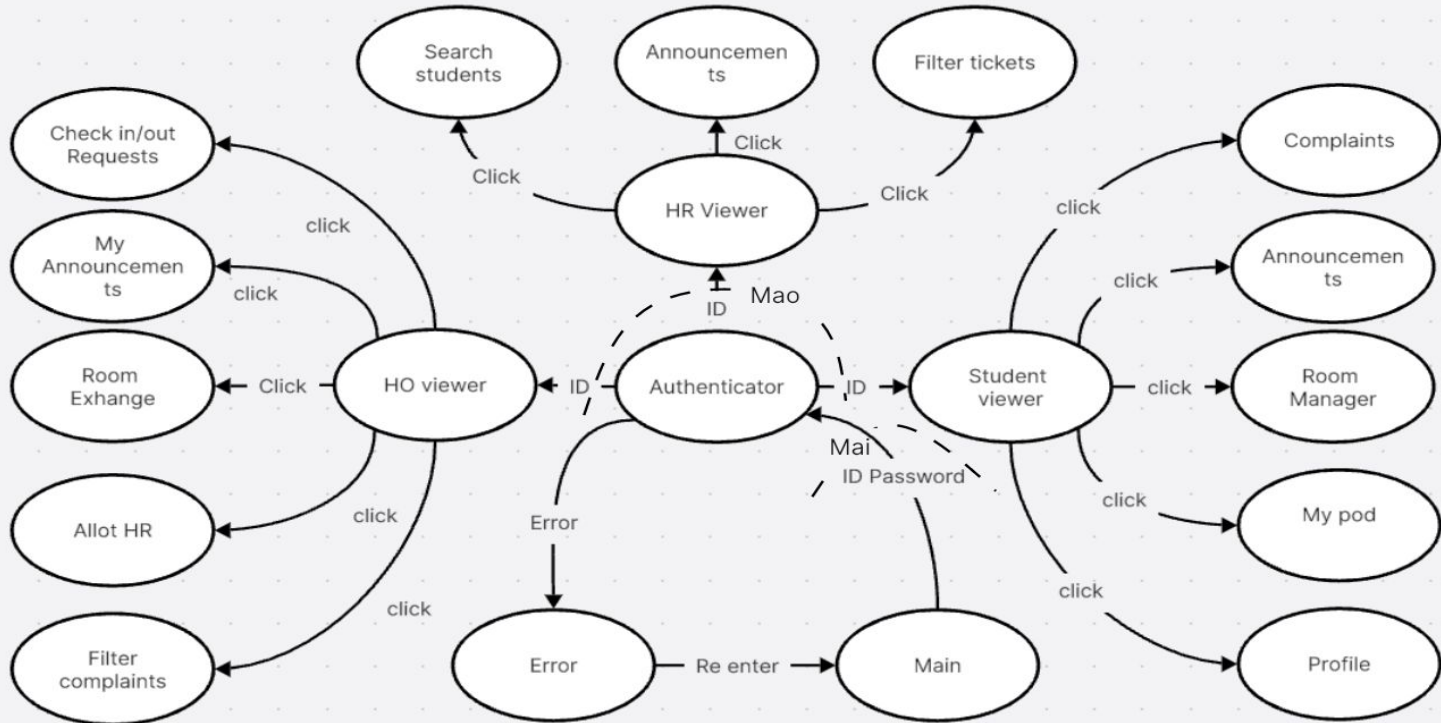 Search
students
Announcemen
ts
Filter tickets
Check in/out
Requests
Complaints
Click
Click
Click
HR Viewer
click
click
My
Announcemen
ts
click
click
Announcemen
ts
ID
Mao
Room
Exhange
Click
HO viewer
ID
Authenticator
ID
Student
viewer
click
Room
Manager
Mai
ID Password
Allot HR
click
Error
click
My pod
click
click
Filter
complaints
Error
Re enter
Main
Profile